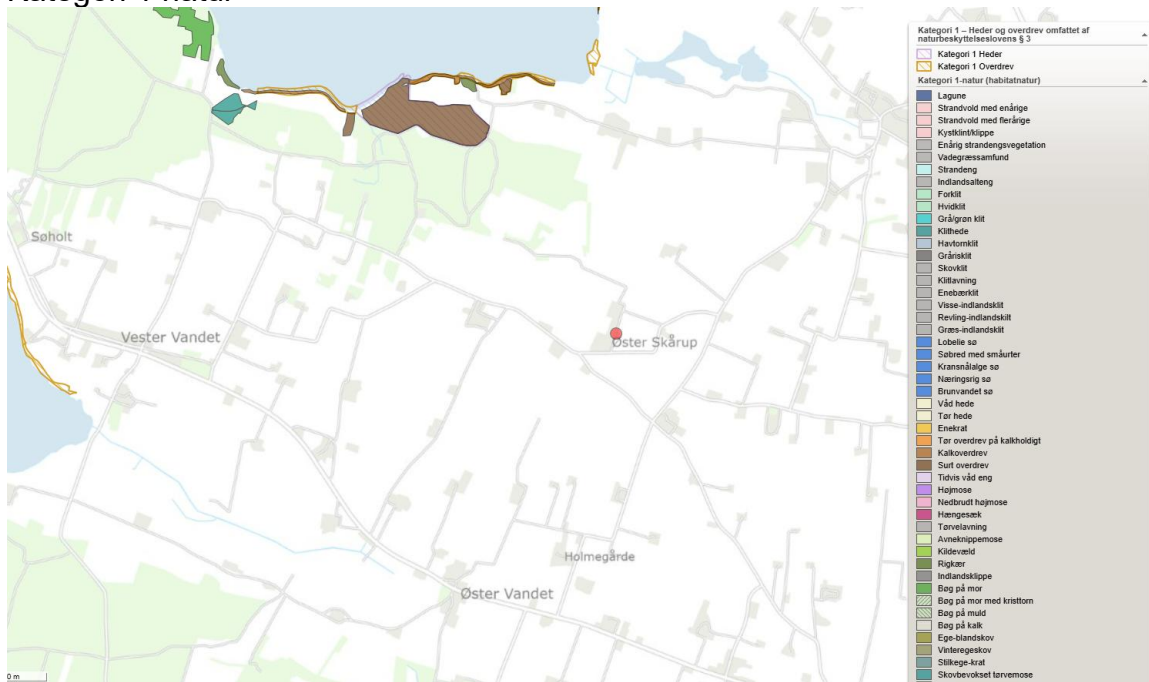 Kategori 1-natur
Søholt
Vester Vandet
Øster Skårup
Holmegårde
Øster Vandet
0 m
Kategori 1 – Heder og overdrev omfattet af
naturbeskyttelseslovens § 3
Kategori 1 Heder
Kategori 1 Overdrev
Kategori 1-natur (habitatnatur)
Lagune
Strandvold med enårige
Strandvold med flerårige
Kystklint/klippe
Enårig strandengsvegetation
Vadegræssamfund
Strandeng
Indlandsalteng
Forklit
Hvidklit
Grå/grøn klit
Klithede
Havtornklit
Grårisklit
Skovklit
Klitlavning
Enebærklit
Visse-indlandsklit
Revling-indlandskilt
Græs-indlandsklit
Lobelie sø
Søbred med småurter
Kransnålalge sø
Næringsrig sø
Brunvandet sø
Våd hede
Tør hede
Enekrat
Tør overdrev på kalkholdigt
Kalkoverdrev
Surt overdrev
Tidvis våd eng
Højmose
Nedbrudt højmose
Hængesæk
Tørvelavning
Avneknippemose
Kildevæld
Rigkær
Indlandsklippe
Bøg på mor
Bøg på mor med kristtorn
Bøg på muld
Bøg på kalk
Ege-blandskov
Vinteregeskov
Stilkege-krat
Skovbevokset tørvemose